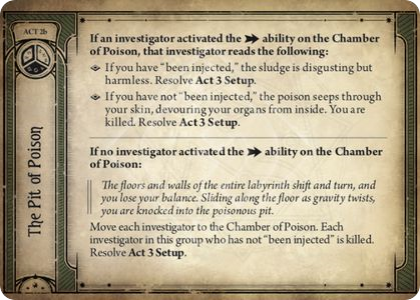 ACT 2b
The Pit of Poison
If an investigator activated the ability on the Chamber
of Poison, that investigator reads the following:
If you have "been injected," the sludge is disgusting but
harmless. Resolve Act 3 Setup.
If you have not "been injected," the poison seeps through
your skin, devouring your organs from inside. You are
killed. Resolve Act 3 Setup.
If no investigator activated the ability on the Chamber
of Poison:
The floors and walls of the entire labyrinth shift and turn, and
you lose your balance. Sliding along the floor as gravity twists,
you are knocked into the poisonous pit.
Move each investigator to the Chamber of Poison. Each
investigator in this group who has not "been injected" is killed.
Resolve Act 3 Setup.